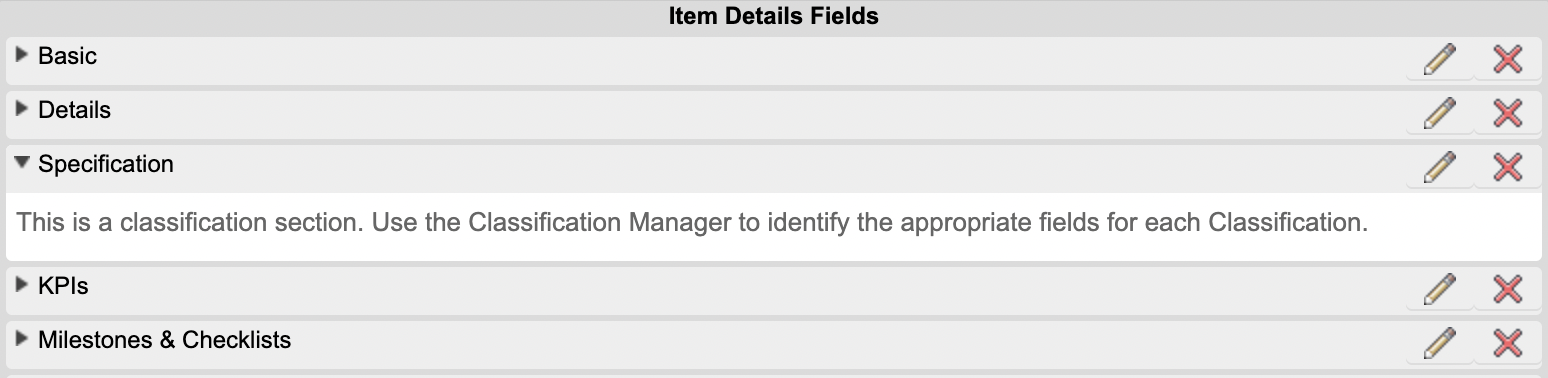 Item Details Fields
Basic
Details
Specification
This is a classification section. Use the Classification Manager to identify the appropriate fields for each Classification.
KPIs
Milestones & Checklists